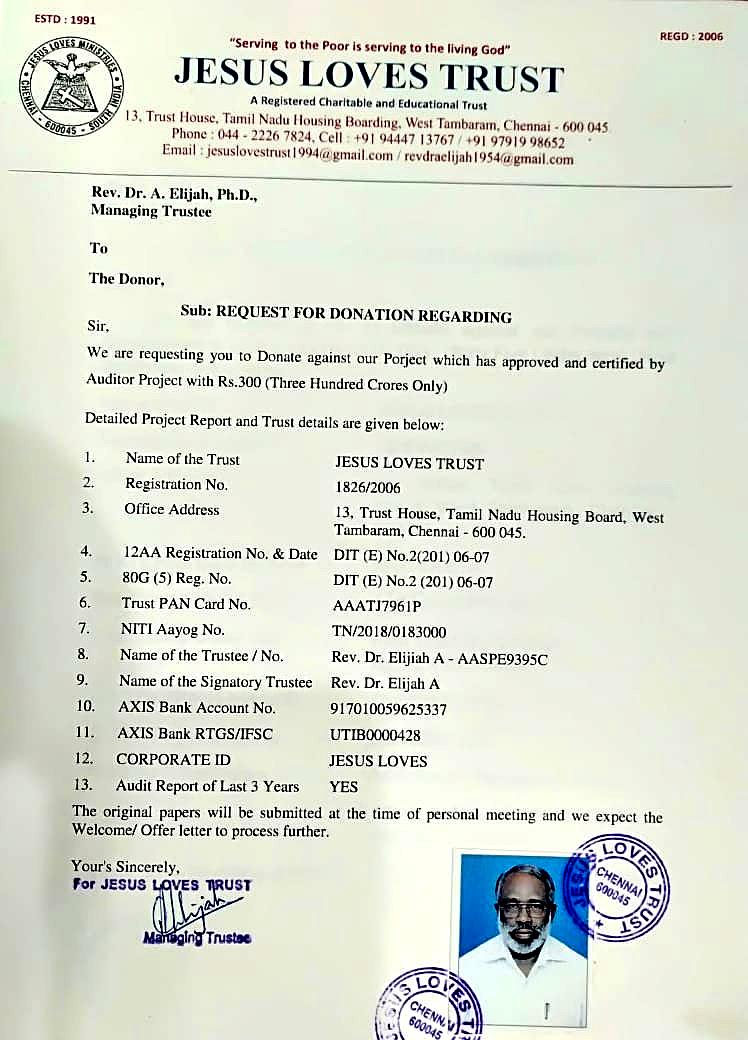 ESTD : 1991
REGD : 2006
JESUS LOVES MINISTRIES
CHENNAI - 600045 - SOUTH INDIA
“Serving to the Poor is serving to the living God”
JESUS LOVES TRUST
A Registered Charitable and Educational Trust
13, Trust House, Tamil Nadu Housing Boarding, West Tambaram, Chennai - 600 045
Phone : 044 - 2226 7824, Cell : +91 94447 13767 / +91 97919 98652
Email : jesuslovestrust1994@gmail.com / revdraelijah1954@gmail.com
Rev. Dr. A. Elijah, Ph.D.,
Managing Trustee
To
The Donor,
Sub: REQUEST FOR DONATION REGARDING
Sir,
We are requesting you to Donate against our Porject which has approved and certified by
Auditor Project with Rs.300 (Three Hundred Crores Only)
Detailed Project Report and Trust details are given below:
1. Name of the Trust JESUS LOVES TRUST
2. Registration No. 1826/2006
3. Office Address 13, Trust House, Tamil Nadu Housing Board, West
Tambaram, Chennai - 600 045.
4. 12AA Registration No. & Date DIT (E) No.2(201) 06-07
5. 80G (5) Reg. No. DIT (E) No.2 (201) 06-07
6. Trust PAN Card No. AAATJ7961P
7. NITI Aayog No. TN/2018/0183000
8. Name of the Trustee / No. Rev. Dr. Elijiah A - AASPE9395C
9. Name of the Signatory Trustee Rev. Dr. Elijah A
10. AXIS Bank Account No. 917010059625337
11. AXIS Bank RTGS/IFSC UTIB0000428
12. CORPORATE ID JESUS LOVES
13. Audit Report of Last 3 Years YES
The original papers will be submitted at the time of personal meeting and we expect the
Welcome/ Offer letter to process further.
Your's Sincerely,
For JESUS LOVES TRUST
Elijah
Managing Trustee
JESUS LOVES TRUST
CHENNAI
600045
JESUS LOVES TR
CHENNAI
600045